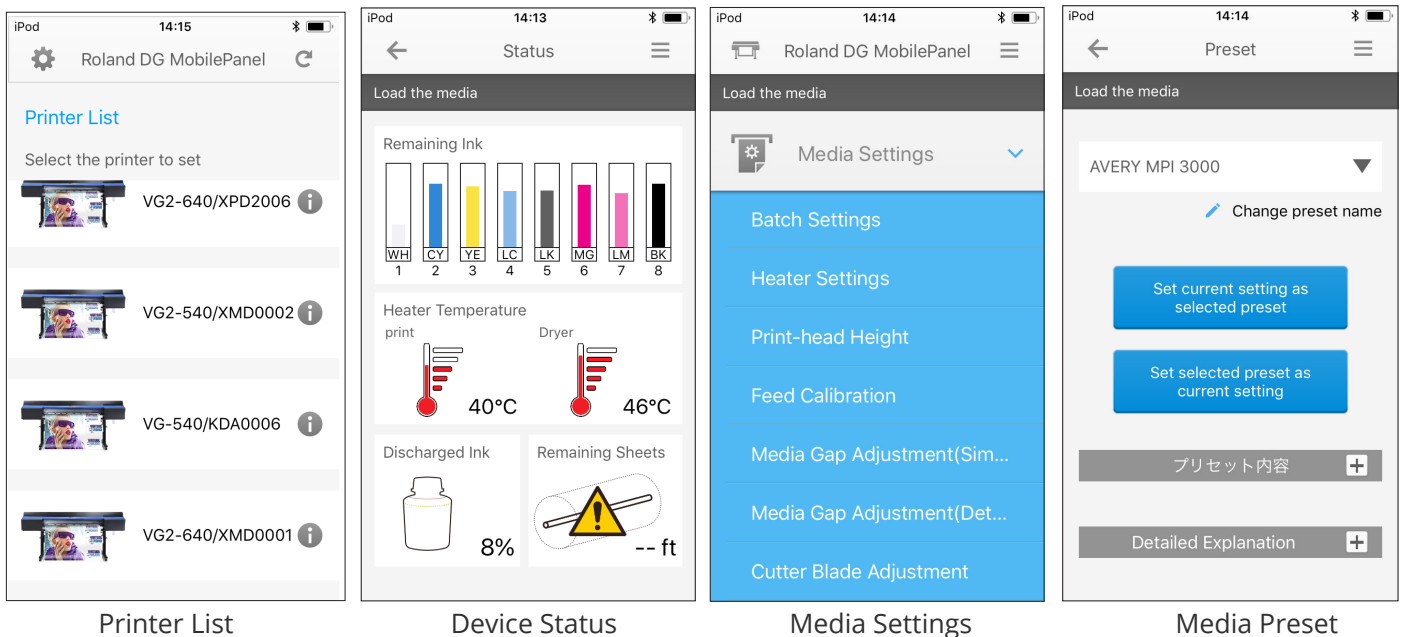 iPod 14:15
Roland DG MobilePanel
Printer List
Select the printer to set
VG2-640/XPD2006
VG2-540/XMD0002
VG-540/KDA0006
VG2-640/XMD0001
Printer List
iPod 14:13
Status
Load the media
Remaining Ink
WH CY YE LC LK MG LM BK
1 2 3 4 5 6 7 8
Heater Temperature
print Dryer
40°C 46°C
Discharged Ink Remaining Sheets
8% -- ft
Device Status
iPod 14:14
Roland DG MobilePanel
Load the media
Media Settings
Batch Settings
Heater Settings
Print-head Height
Feed Calibration
Media Gap Adjustment(Sim...
Media Gap Adjustment(Det...
Cutter Blade Adjustment
Media Settings
iPod 14:14
Preset
Load the media
AVERY MPI 3000
Change preset name
Set current setting as
selected preset
Set selected preset as
current setting
プリセット内容
Detailed Explanation
Media Preset